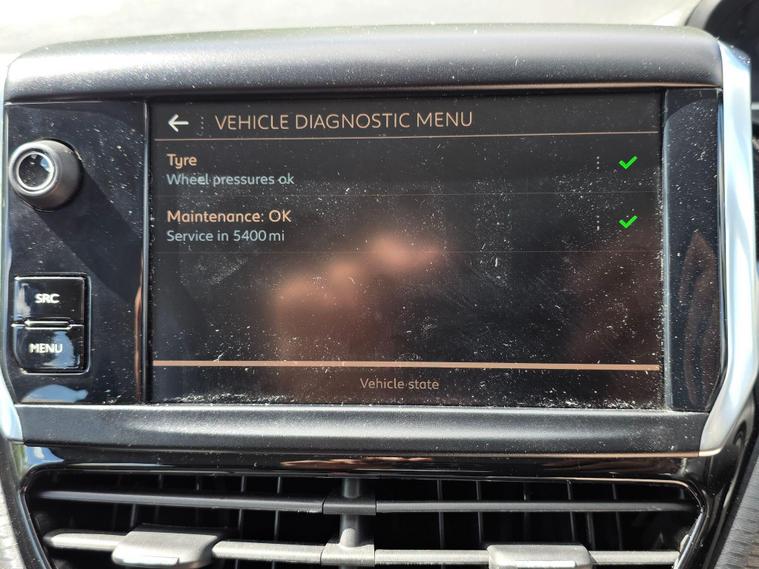 VEHICLE DIAGNOSTIC MENU
Tyre
Wheel pressures ok
Maintenance: OK
Service in 5400 mi
SRC
MENU
Vehicle state